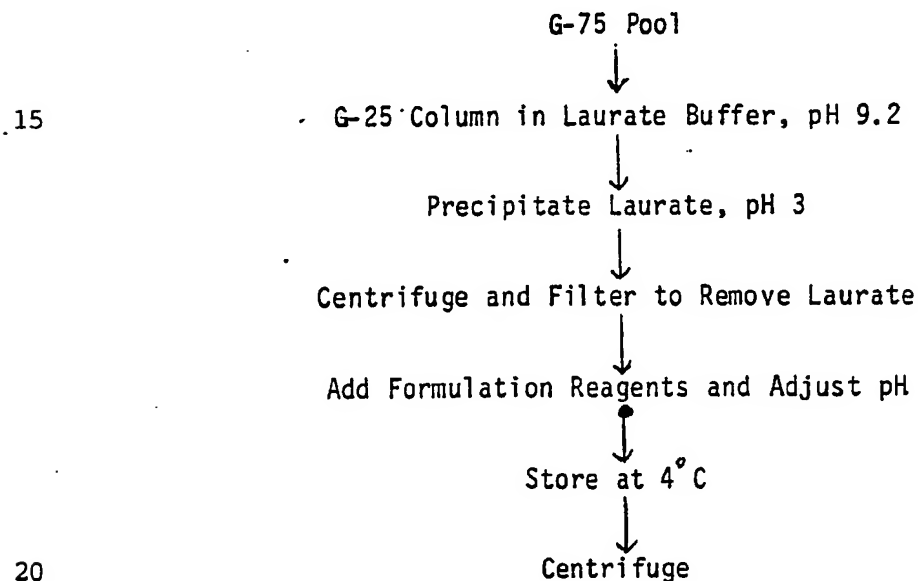 G-75 Pool
15 G-25 Column in Laurate Buffer, pH 9.2
Precipitate Laurate, pH 3
Centrifuge and Filter to Remove Laurate
Add Formulation Reagents and Adjust pH
Store at 4°C
20 Centrifuge